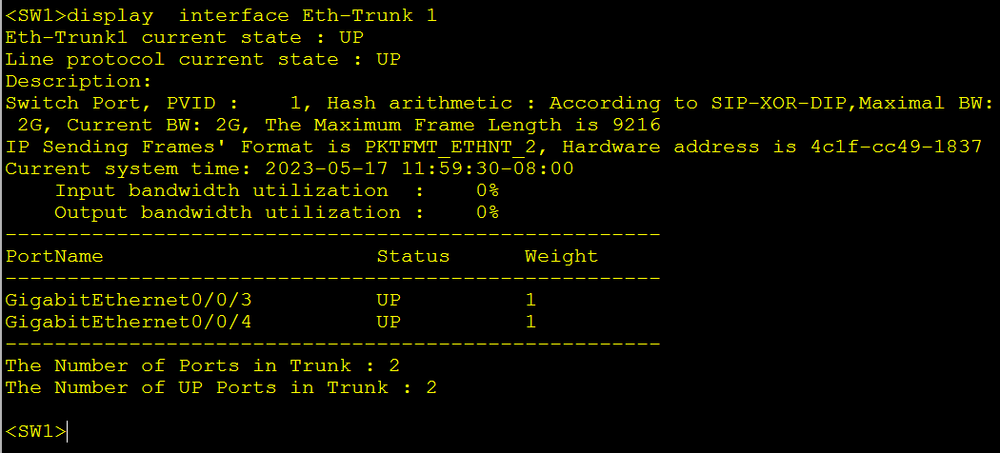 <SW1>display  interface Eth-Trunk 1
Eth-Trunk1 current state : UP
Line protocol current state : UP
Description:
Switch Port, PVID :    1, Hash arithmetic : According to SIP-XOR-DIP,Maximal BW:
 2G, Current BW: 2G, The Maximum Frame Length is 9216
IP Sending Frames' Format is PKTFMT_ETHNT_2, Hardware address is 4c1f-cc49-1837
Current system time: 2023-05-17 11:59:30-08:00
    Input bandwidth utilization  :    0%
    Output bandwidth utilization :    0%
-----------------------------------------------------
PortName                      Status      Weight
-----------------------------------------------------
GigabitEthernet0/0/3          UP          1
GigabitEthernet0/0/4          UP          1
-----------------------------------------------------
The Number of Ports in Trunk : 2
The Number of UP Ports in Trunk : 2
<SW1>